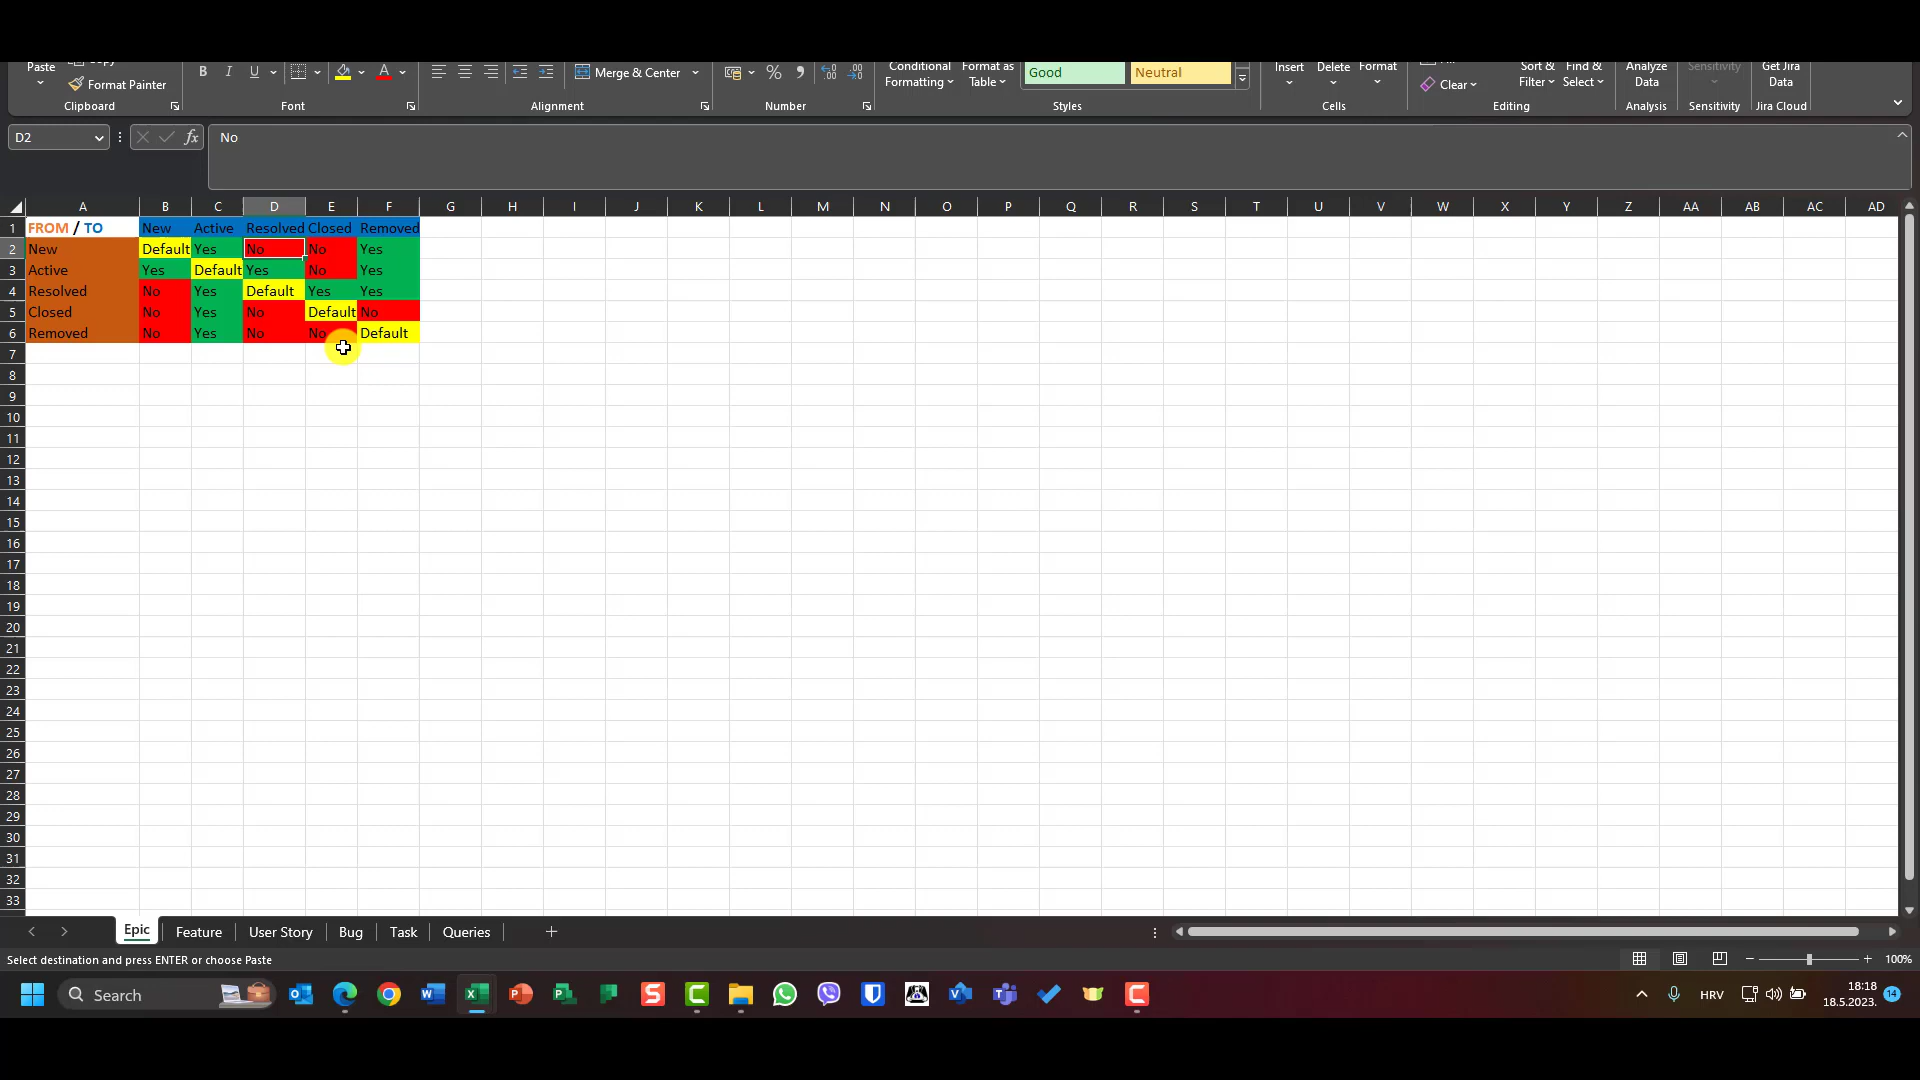 Paste
Format Painter
B I U
A
Merge & Center
%
Conditional Formatting
Format as Table
Good
Neutral
Insert
Delete
Format
Clear
Sort & Filter
Find & Select
Analyze Data
Sensitivity
Get Jira Data
Clipboard
Font
Alignment
Number
Styles
Cells
Editing
Analysis
Sensitivity
Jira Cloud
D2
fx
No
A B C D E F G H I J K L M N O P Q R S T U V W X Y Z AA AB AC AD
1 FROM / TO New Active Resolved Closed Removed
2 New Default Yes No No Yes
3 Active Yes Default Yes No Yes
4 Resolved No Yes Default Yes Yes
5 Closed No Yes No Default No
6 Removed No Yes No No Default
7
8
9
10
11
12
13
14
15
16
17
18
19
20
21
22
23
24
25
26
27
28
29
30
31
32
33
Epic Feature User Story Bug Task Queries
Select destination and press ENTER or choose Paste
100%
Search
HRV
18:18
18.5.2023.
14